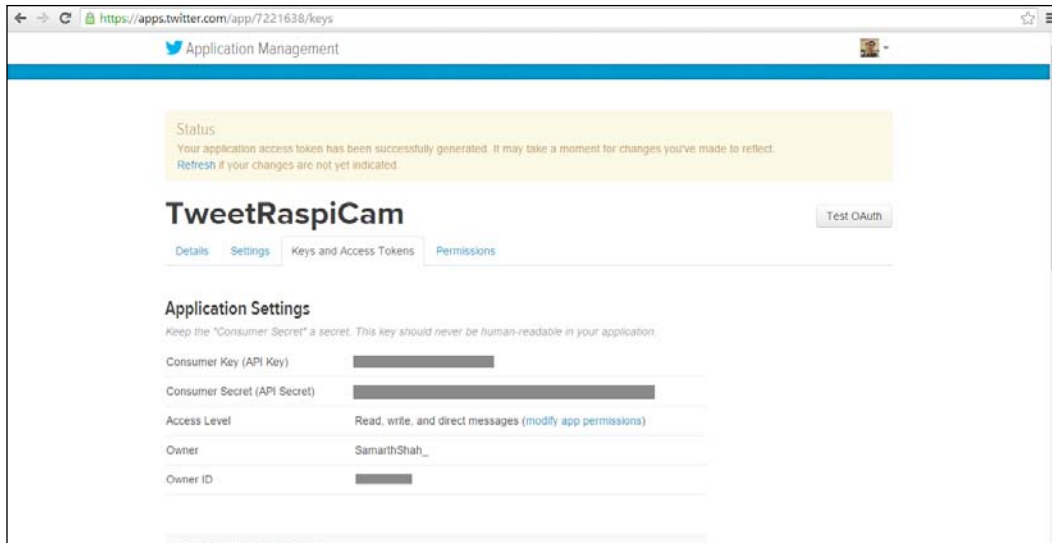 https://apps.twitter.com/app/7221638/keys
Application Management
Status
Your application access token has been successfully generated. It may take a moment for changes you've made to reflect.
Refresh if your changes are not yet indicated.
TweetRaspiCam
Test OAuth
Details Settings Keys and Access Tokens Permissions
Application Settings
Keep the "Consumer Secret" a secret. This key should never be human-readable in your application.
Consumer Key (API Key)
Consumer Secret (API Secret)
Access Level Read, write, and direct messages (modify app permissions)
Owner SamarthShah_
Owner ID